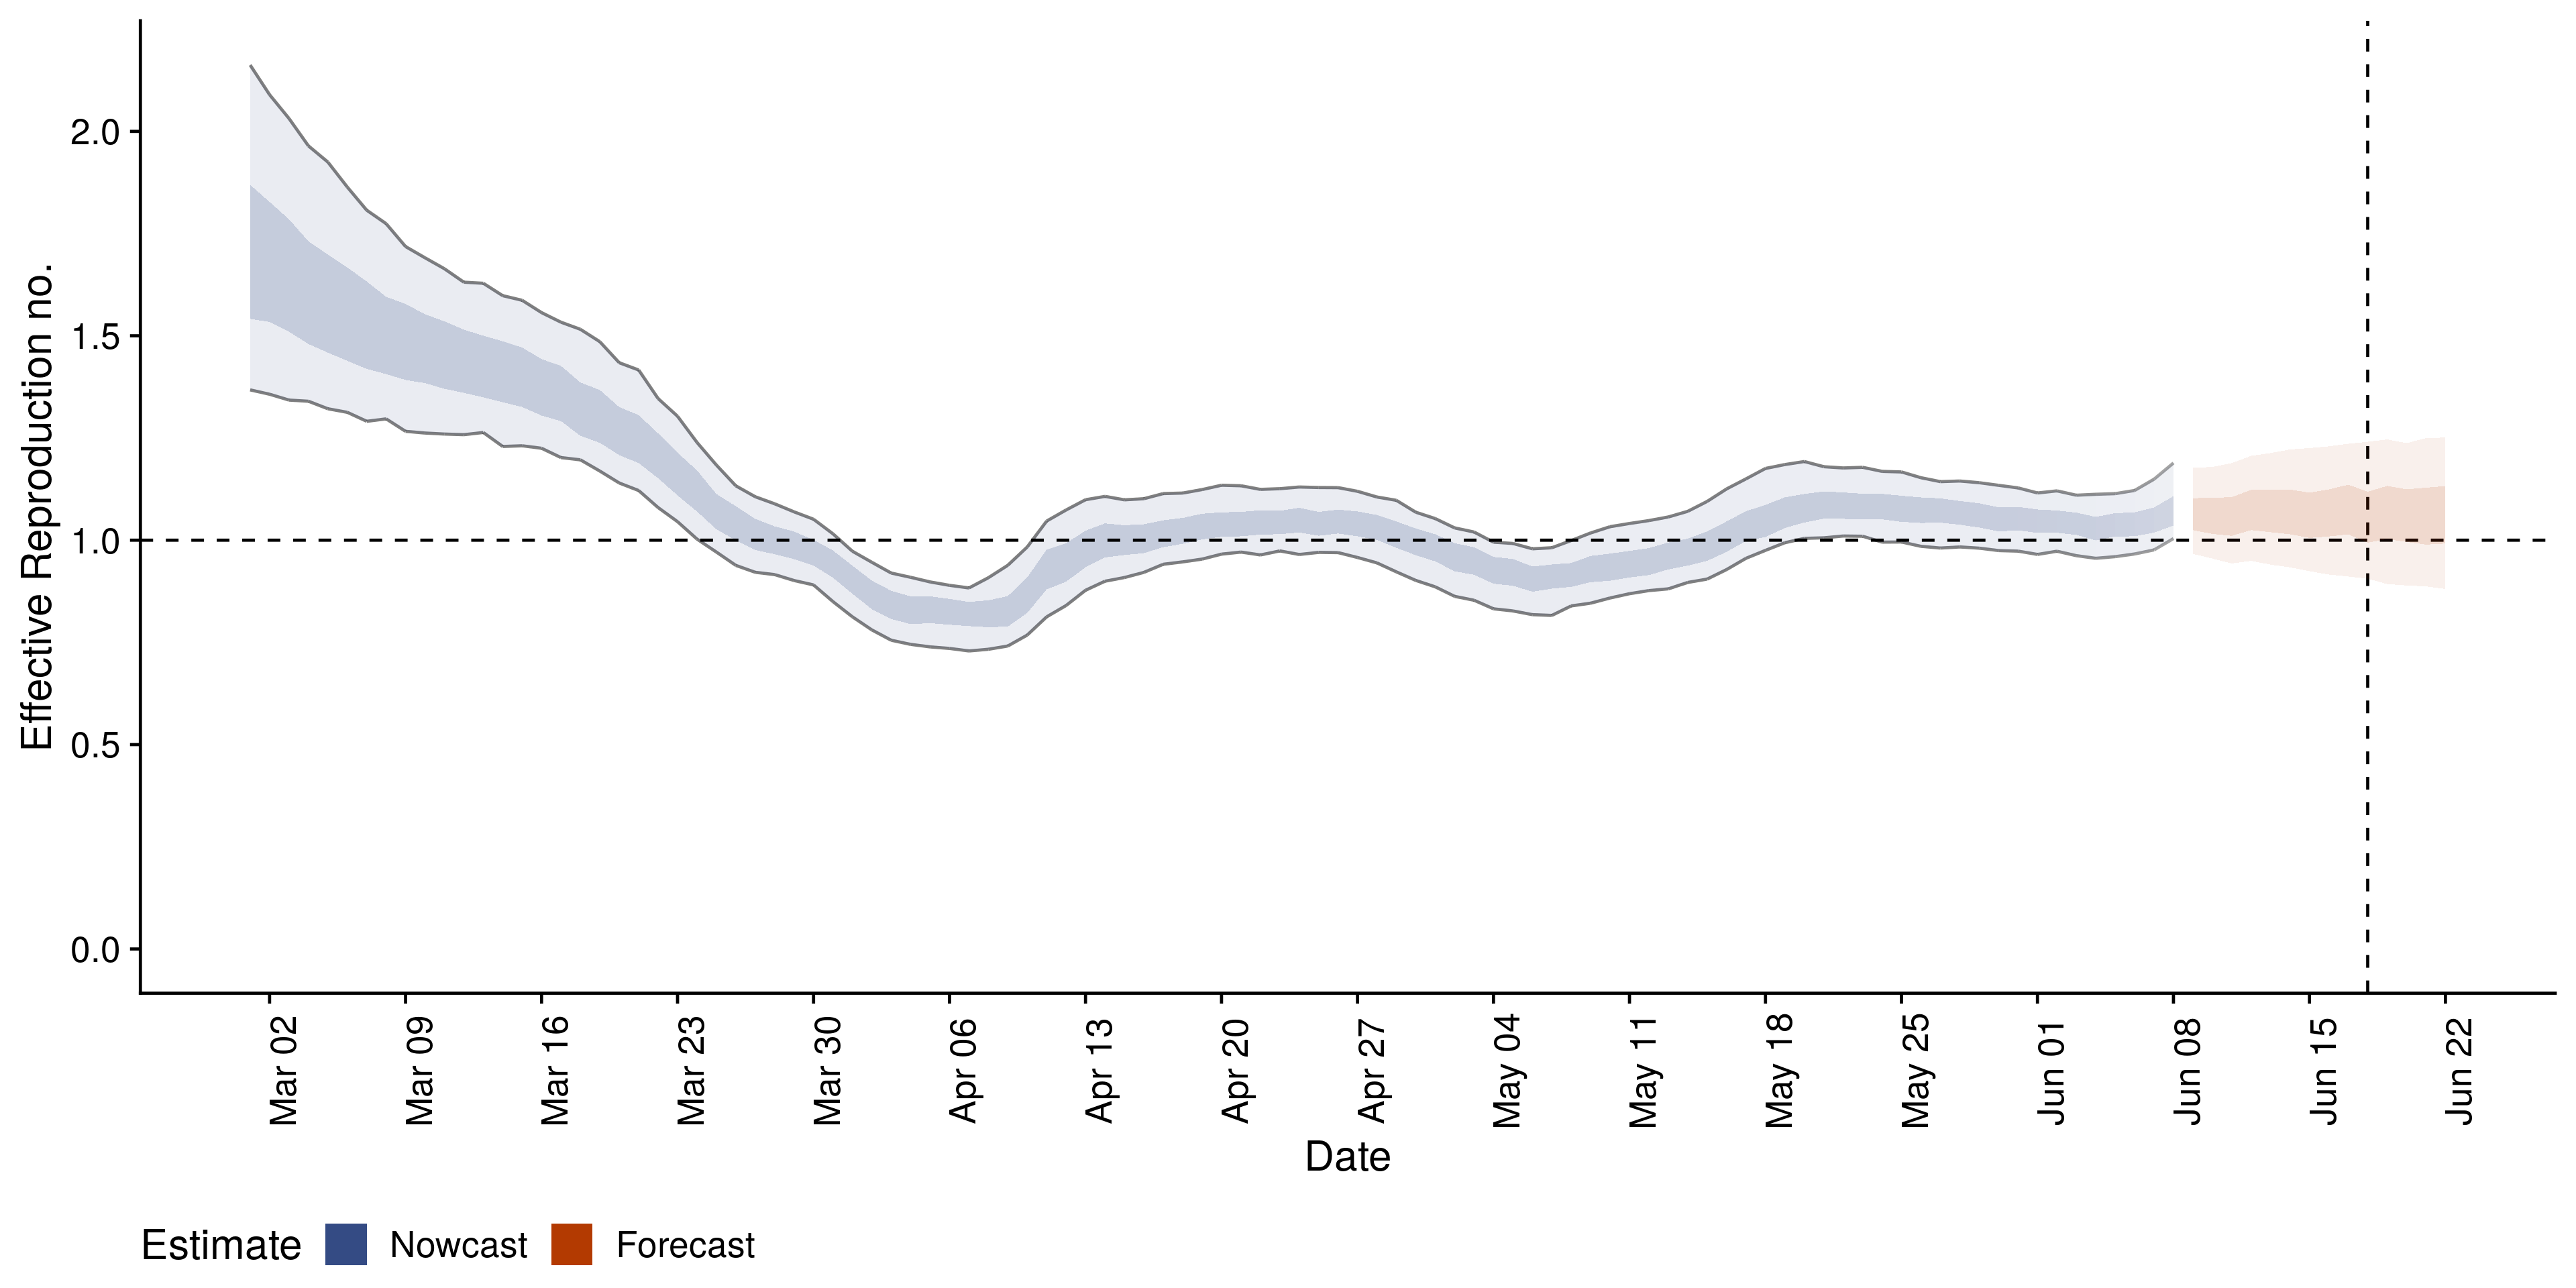 Effective Reproduction no.
2.0
1.5
1.0
0.5
0.0
Mar 02
Mar 09
Mar 16
Mar 23
Mar 30
Apr 06
Apr 13
Apr 20
Apr 27
May 04
May 11
May 18
May 25
Jun 01
Jun 08
Jun 15
Jun 22
Date
Estimate Nowcast Forecast